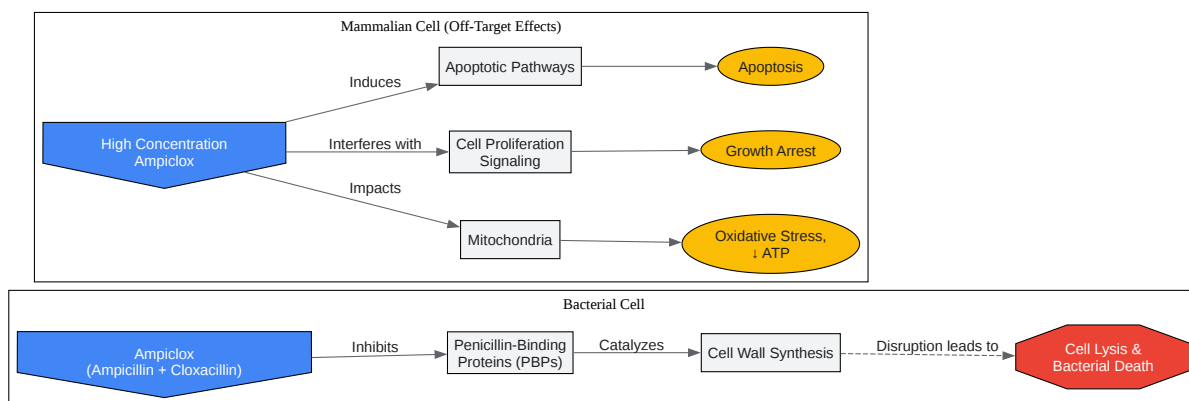 Mammalian Cell (Off-Target Effects)
Induces
Apoptotic Pathways
Apoptosis
High Concentration
Ampiclox
Interferes with
Cell Proliferation
Signaling
Growth Arrest
Impacts
Mitochondria
Oxidative Stress,
↓ ATP
Bacterial Cell
Ampiclox
(Ampicillin + Cloxacillin)
Inhibits
Penicillin-Binding
Proteins (PBPs)
Catalyzes
Cell Wall Synthesis
Disruption leads to
Cell Lysis &
Bacterial Death